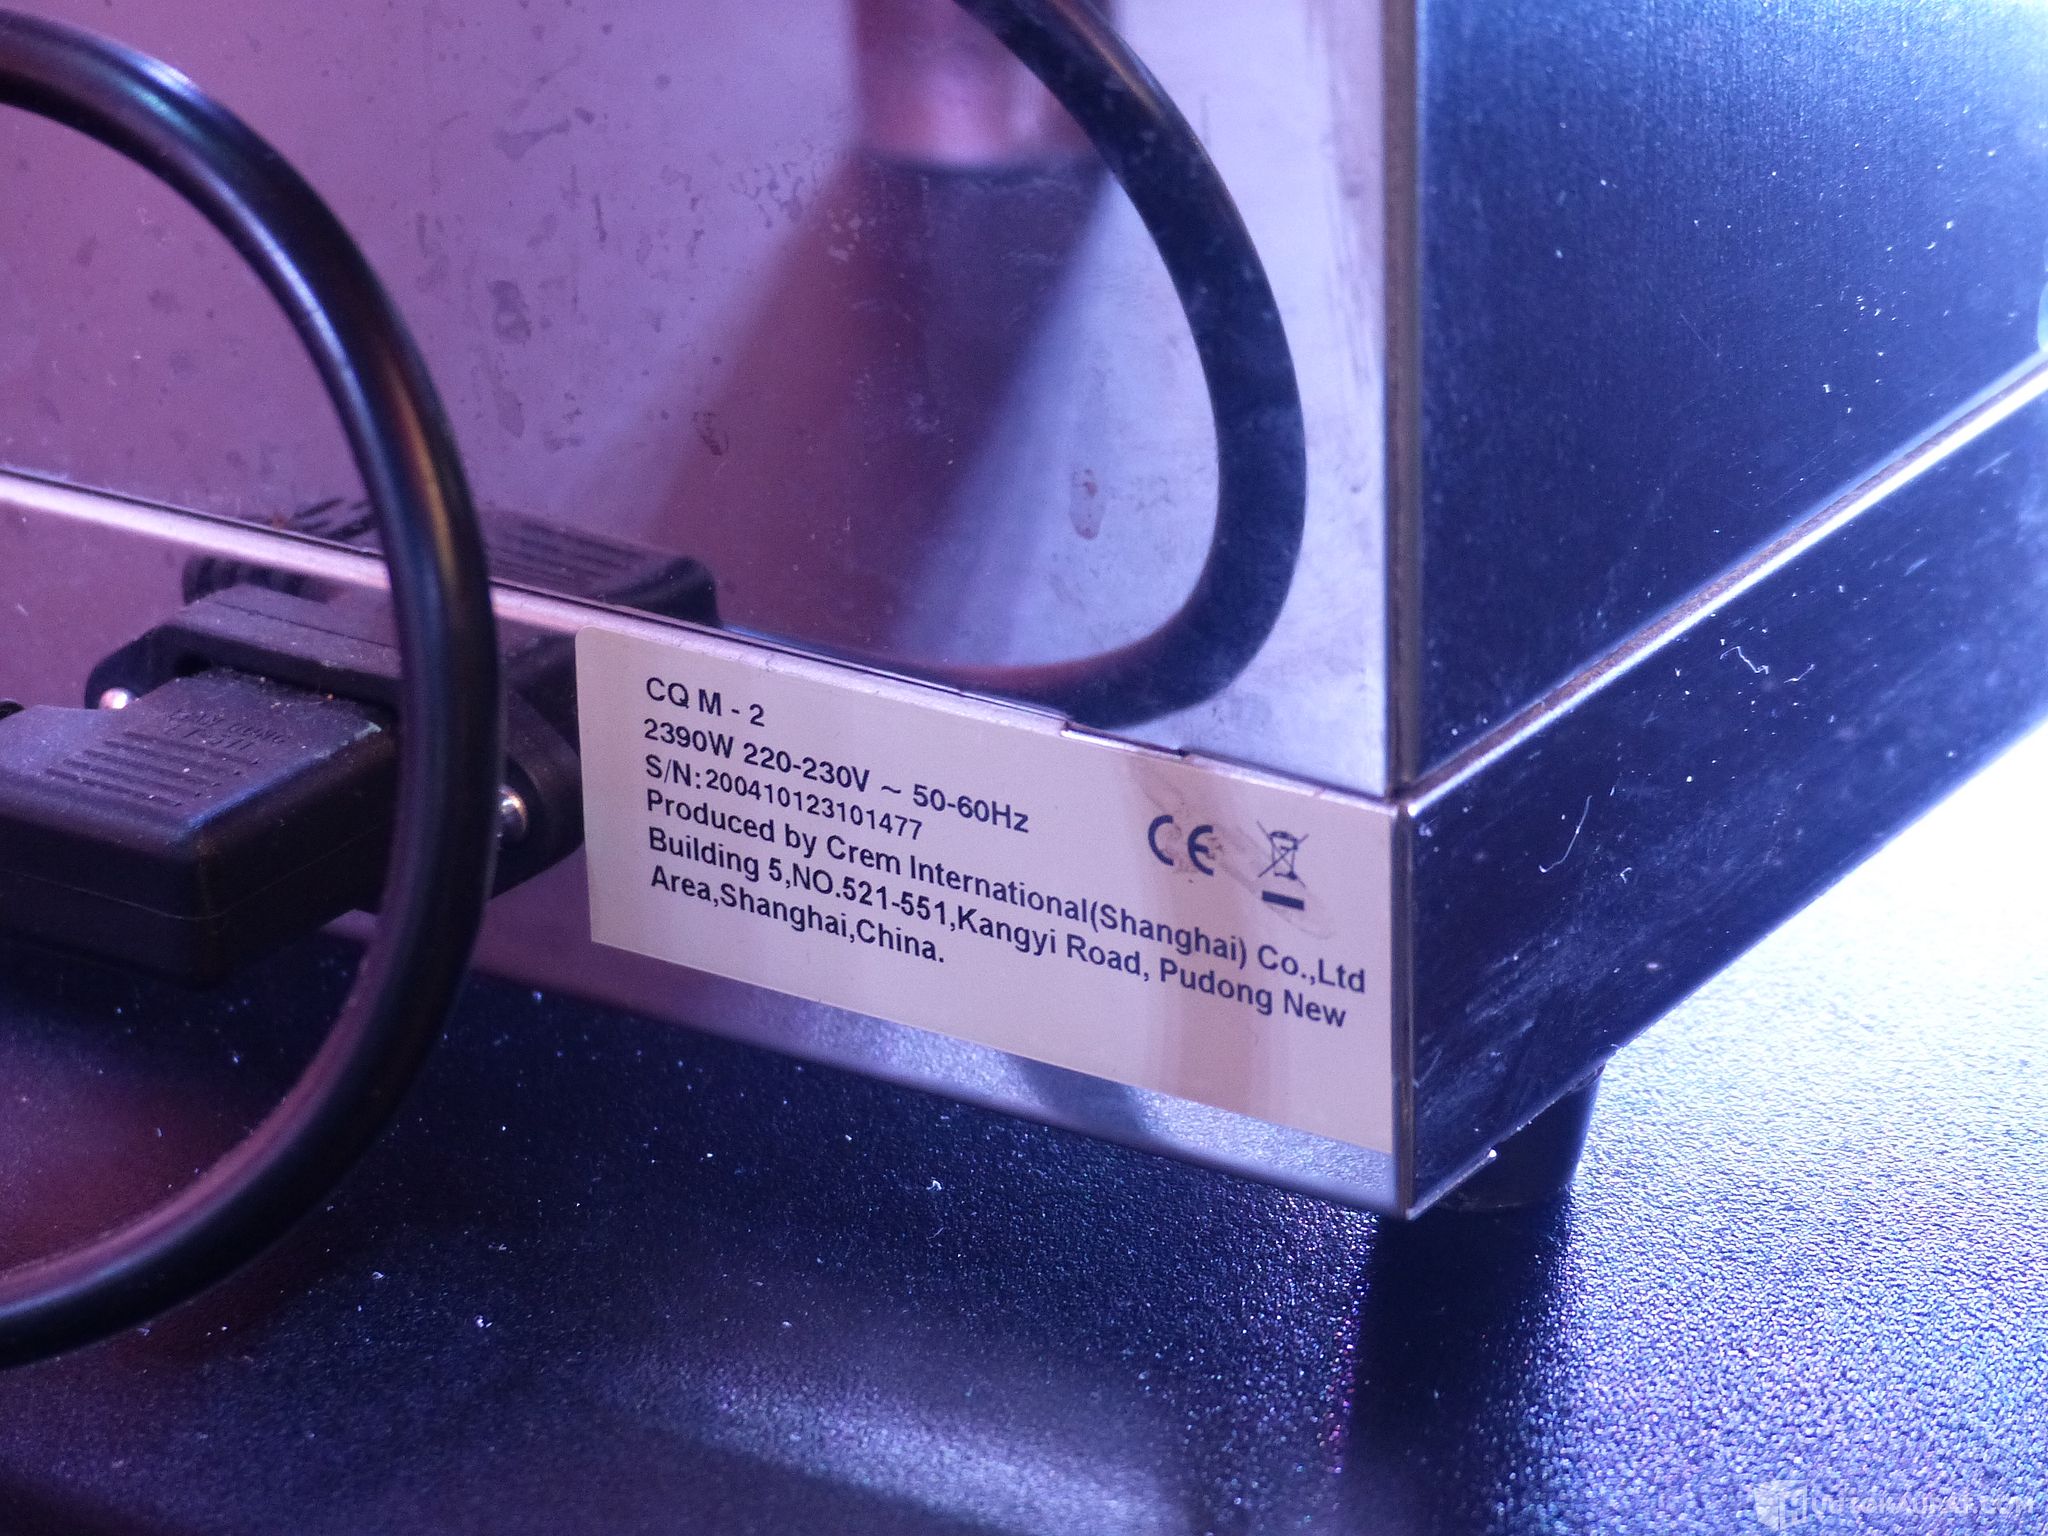 CQ M - 2
2390W 220-230V ~ 50-60Hz
S/N:200410123101477
Produced by Crem International(Shanghai) Co.,Ltd
Building 5,NO.521-551,Kangyi Road, Pudong New
Area,Shanghai,China.
CE